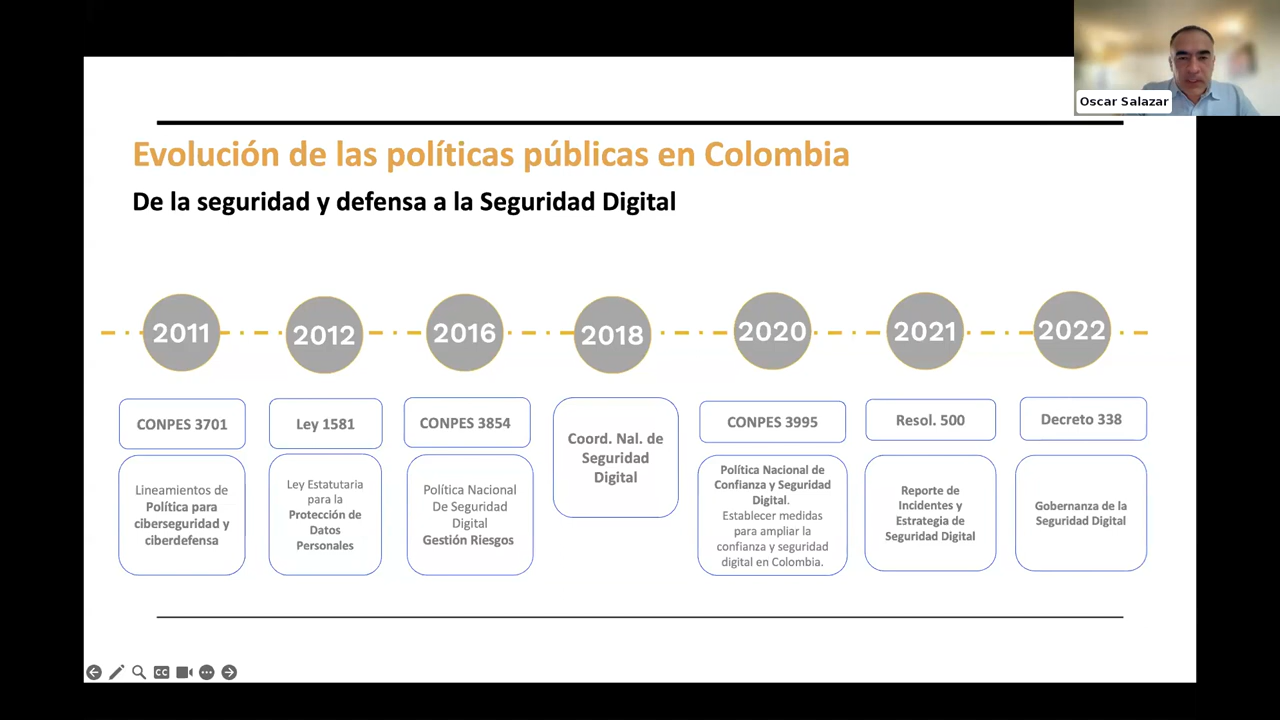 Oscar Salazar
Evolución de las políticas públicas en Colombia
De la seguridad y defensa a la Seguridad Digital
2011
2012
2016
2018
2020
2021
2022
CONPES 3701
Lineamientos de
Política para
ciberseguridad y
ciberdefensa
Ley 1581
Ley Estatutaria
para la
Protección de
Datos
Personales
CONPES 3854
Política Nacional
De Seguridad
Digital
Gestión Riesgos
Coord. Nal. de
Seguridad
Digital
CONPES 3995
Política Nacional de
Confianza y Seguridad
Digital.
Establecer medidas
para ampliar la
confianza y seguridad
digital en Colombia.
Resol. 500
Reporte de
Incidentes y
Estrategia de
Seguridad Digital
Decreto 338
Gobernanza de la
Seguridad Digital
CC